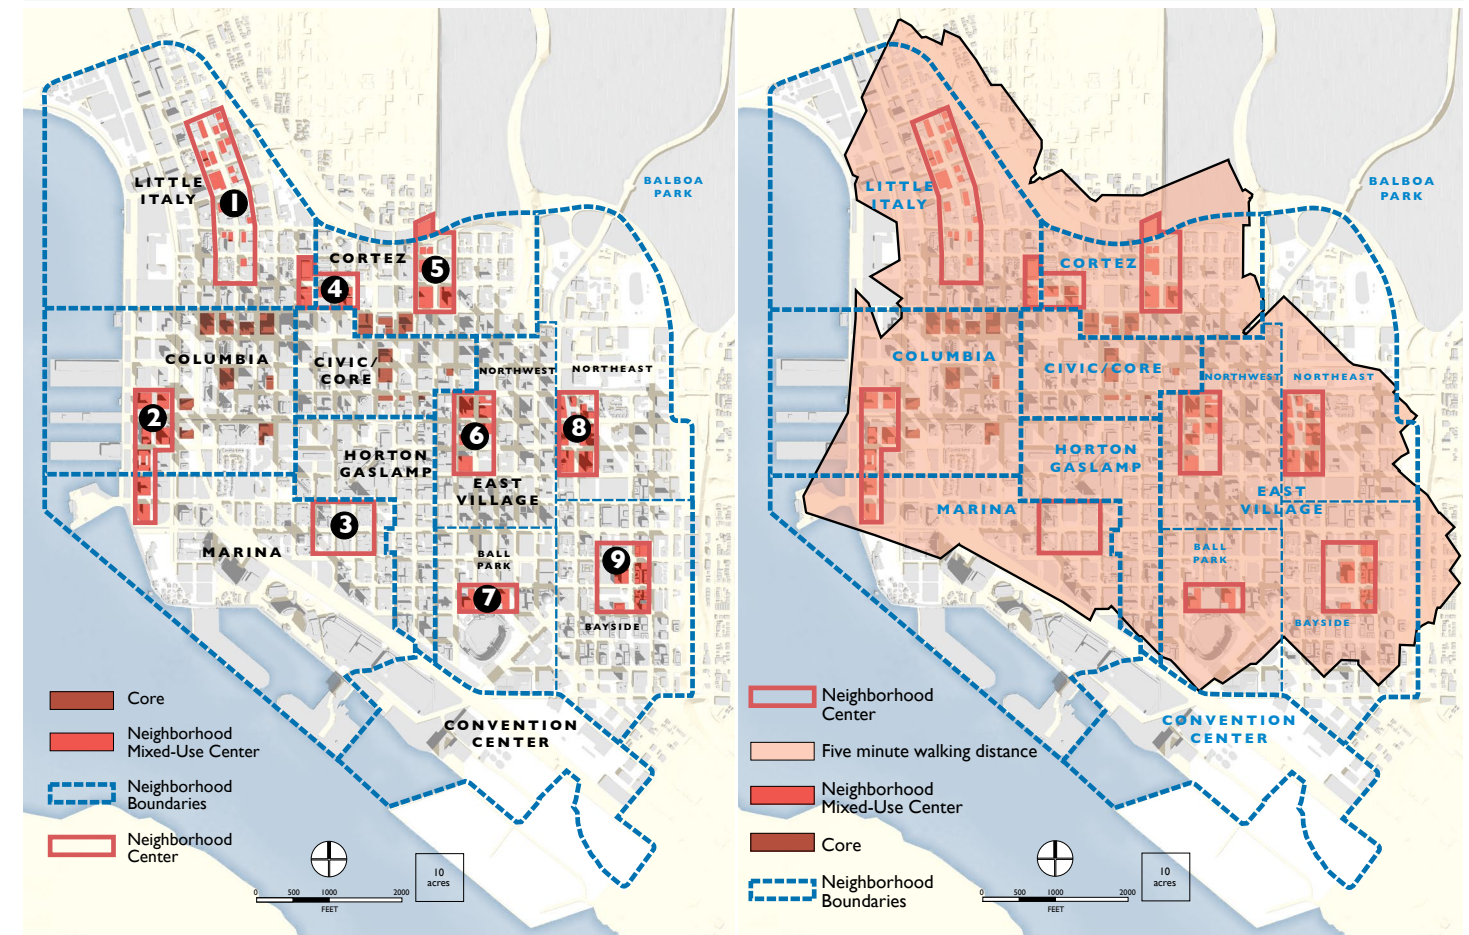 BALBOA
PARK
LITTLE
ITALY
1
CORTEZ
5
4
COLUMBIA
CIVIC/
CORE
NORTHWEST
NORTHEAST
2
6
8
HORTON
GASLAMP
EAST
VILLAGE
3
MARINA
BALL
PARK
9
7
BAYSIDE
CONVENTION
CENTER
Core
Neighborhood
Mixed-Use Center
Neighborhood
Boundaries
Neighborhood
Center
10
acres
0 500 1000 2000
FEET
BALBOA
PARK
LITTLE
ITALY
CORTEZ
COLUMBIA
CIVIC/CORE
NORTHWEST
NORTHEAST
HORTON
GASLAMP
EAST
VILLAGE
MARINA
BALL
PARK
BAYSIDE
CONVENTION
CENTER
Neighborhood
Center
Five minute walking distance
Neighborhood
Mixed-Use Center
Core
Neighborhood
Boundaries
10
acres
0 500 1000 2000
FEET